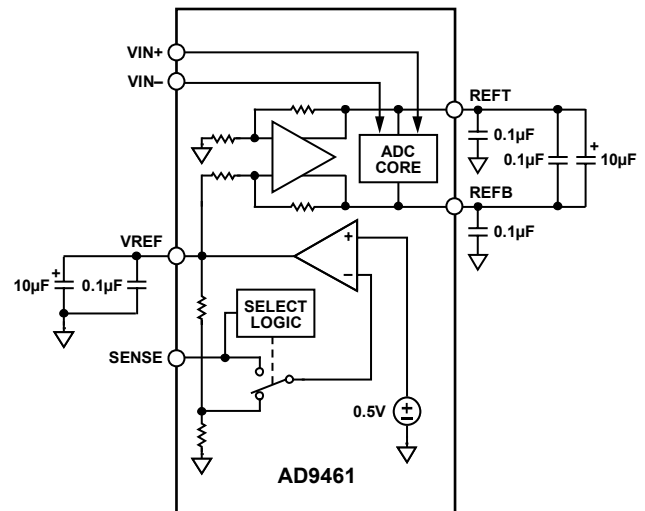 VIN+
VIN–
REFT
0.1µF
0.1µF
+
10µF
ADC
CORE
REFB
0.1µF
VREF
+
10µF
0.1µF
+
–
SELECT
LOGIC
SENSE
0.5V
+
–
AD9461